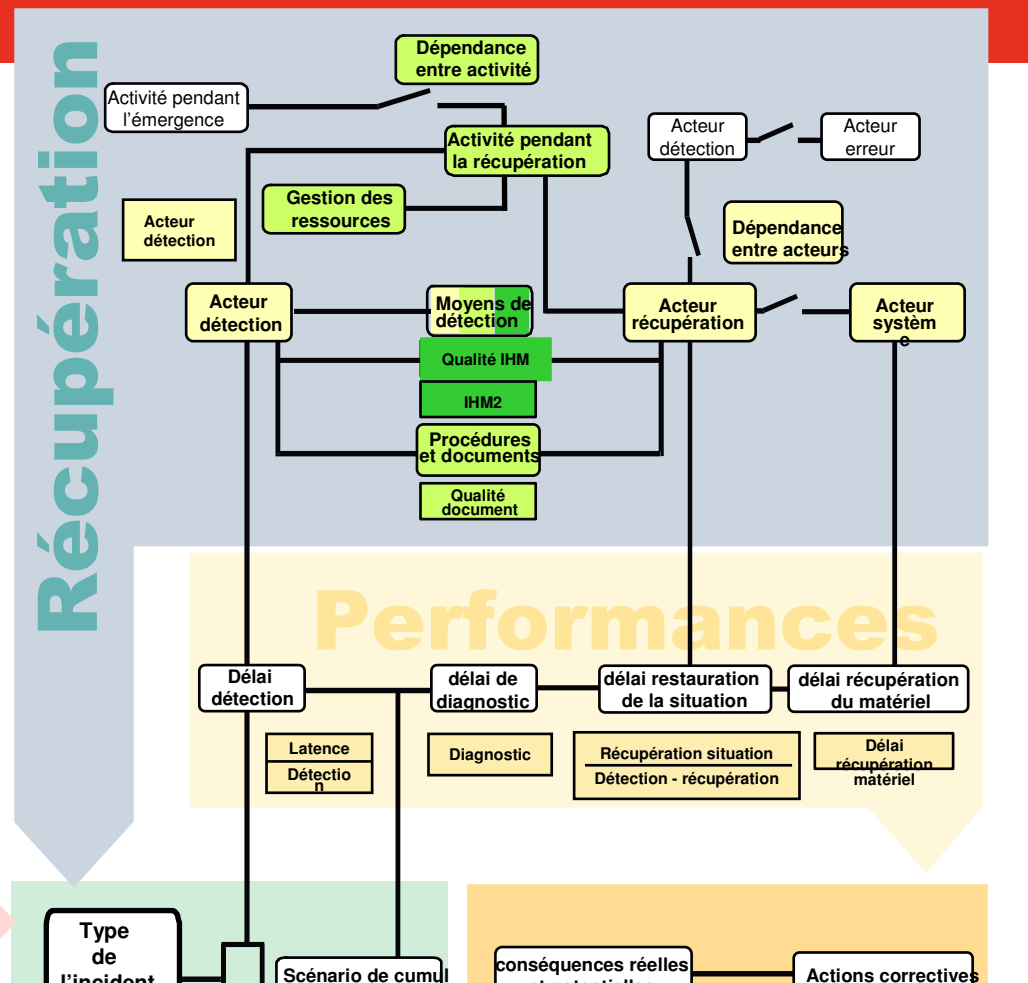 Récupération
Dépendance
entre activité
Activité pendant
l'émergence
Activité pendant
la récupération
Acteur
détection
Acteur
erreur
Gestion des
ressources
Acteur
détection
Dépendance
entre acteurs
Acteur
détection
Moyens de
détection
Acteur
récupération
Acteur
systèm
e
Qualité IHM
IHM2
Procédures
et documents
Qualité
document
Performances
Délai
détection
délai de
diagnostic
délai restauration
de la situation
délai récupération
du matériel
Latence
Détectio
n
Diagnostic
Récupération situation
Détection - récupération
Délai
récupération
matériel
Type
de
l'incident
Scénario de cumul
conséquences réelles
et potentielles
Actions correctives